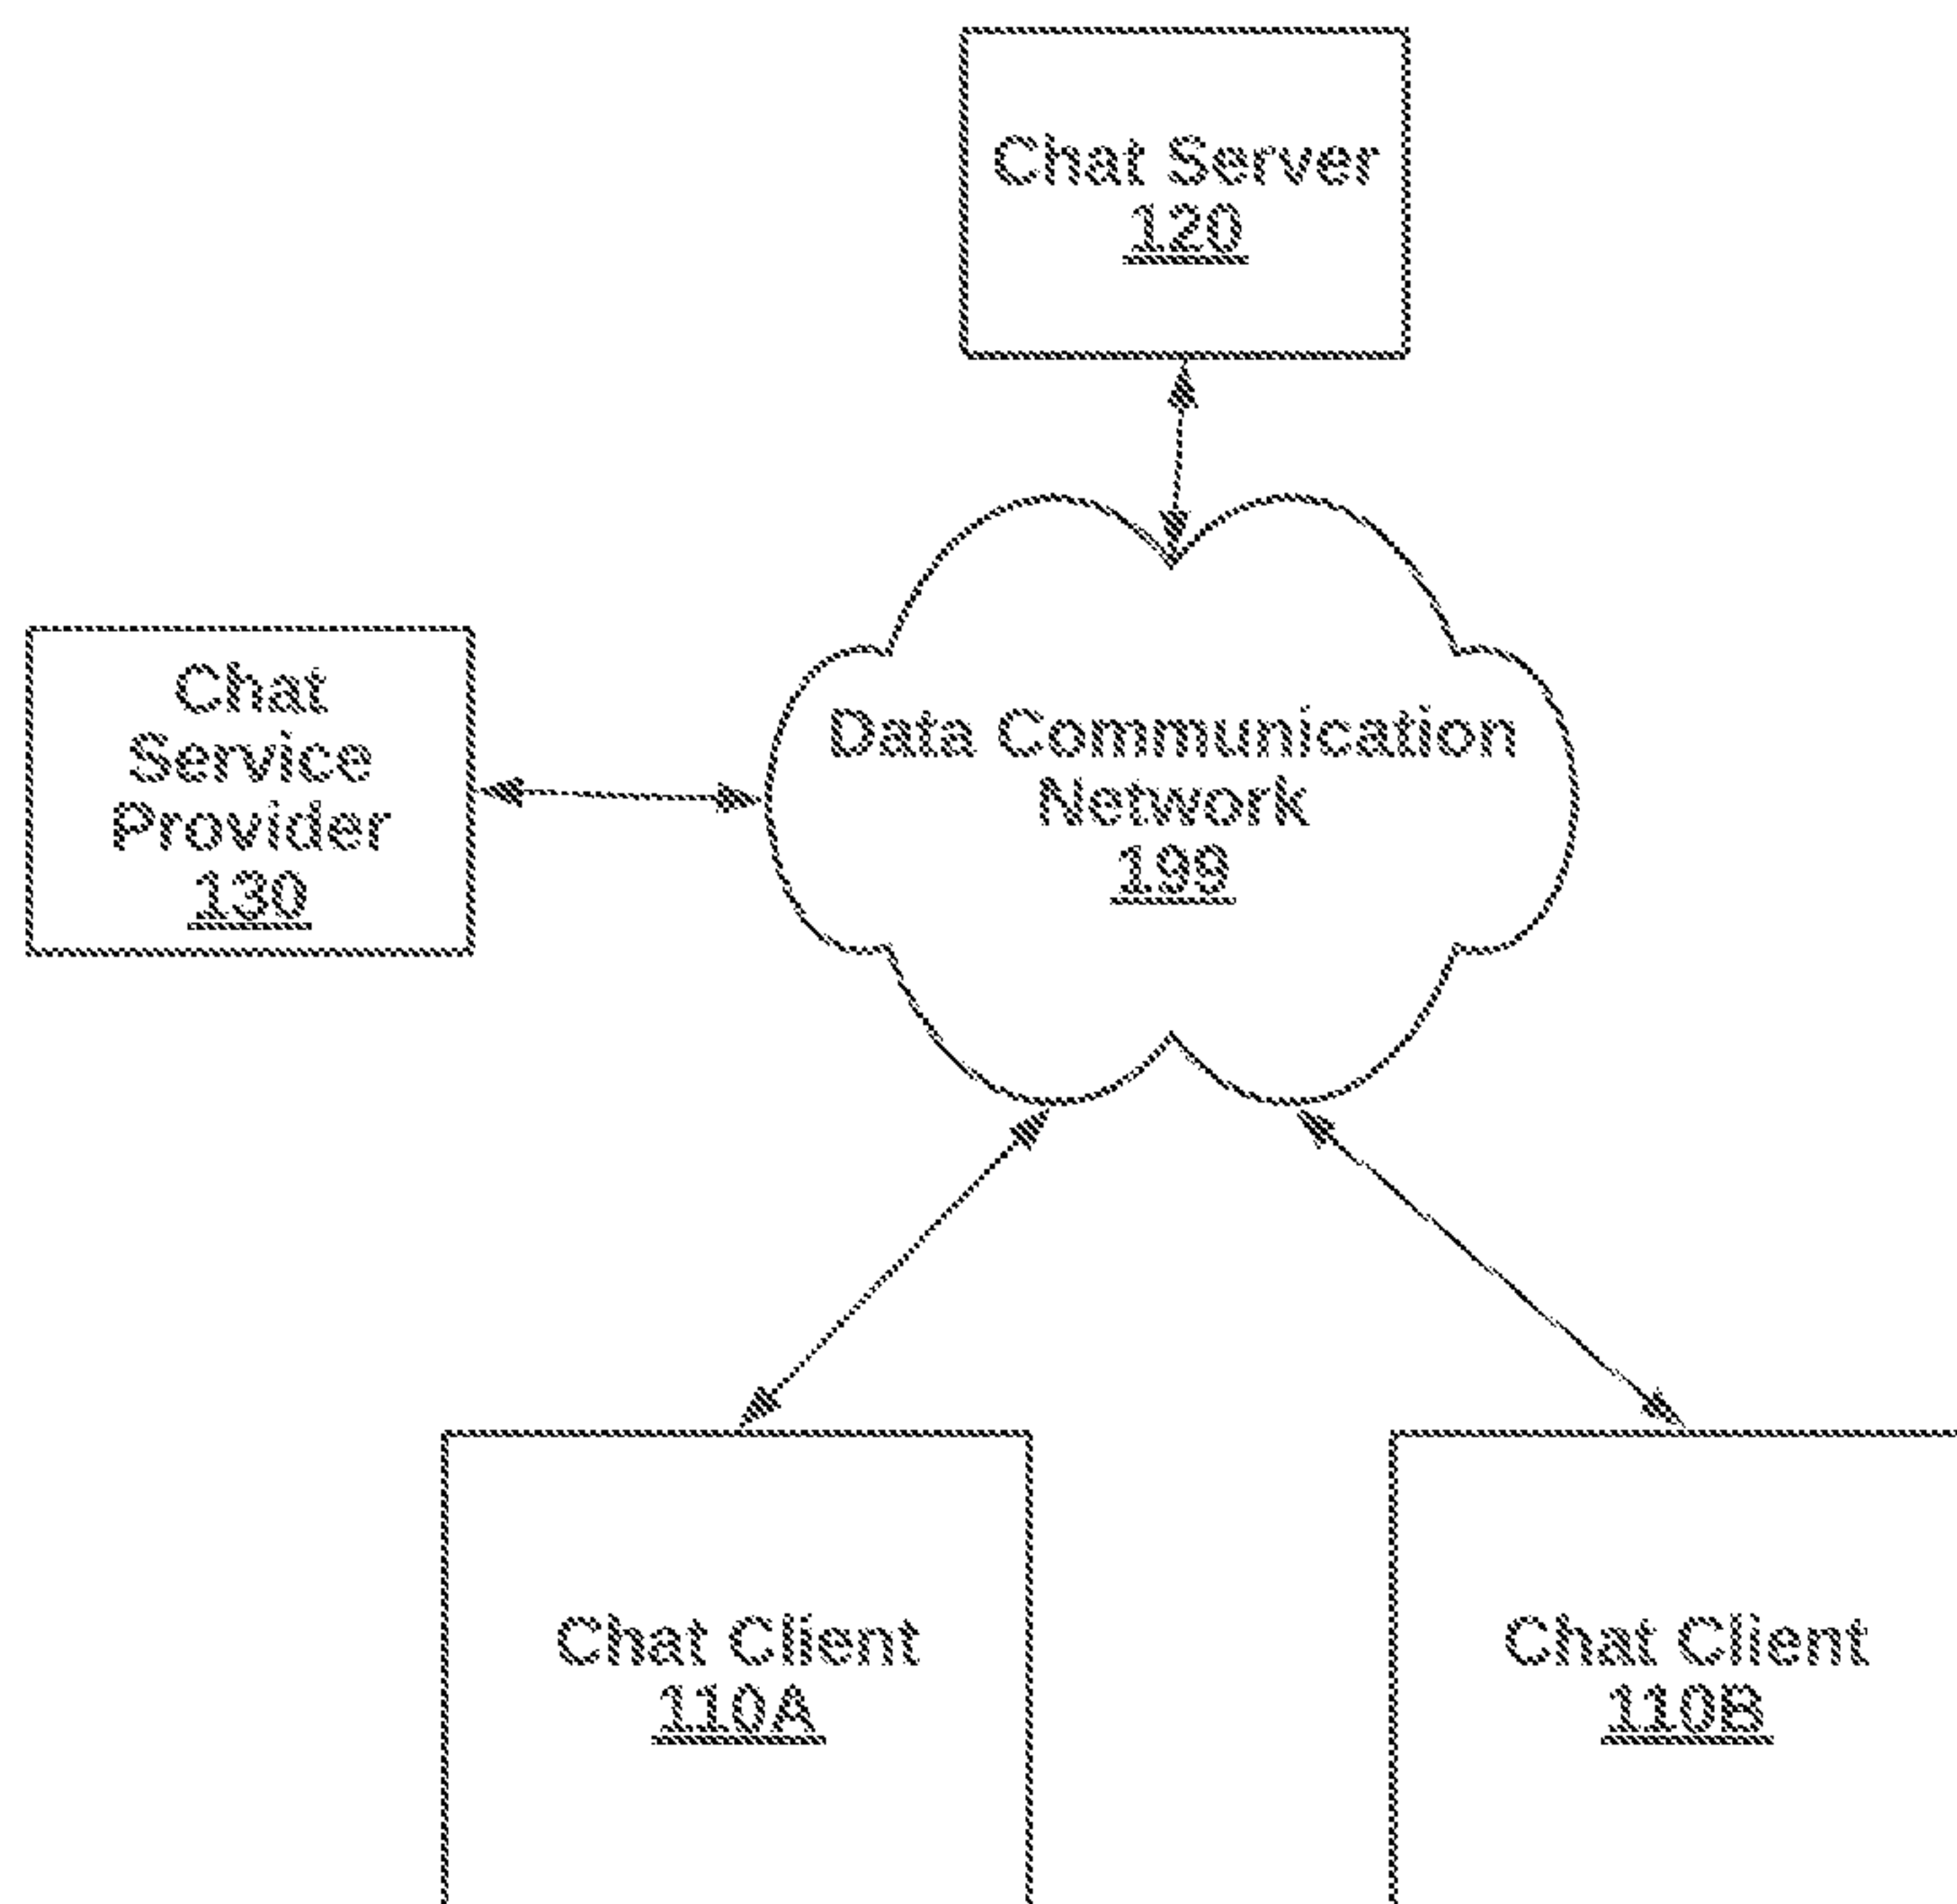 Chat Server
120
Chat
Service
Provider
130
Data Communication
Network
199
Chat Client
110A
Chat Client
110B